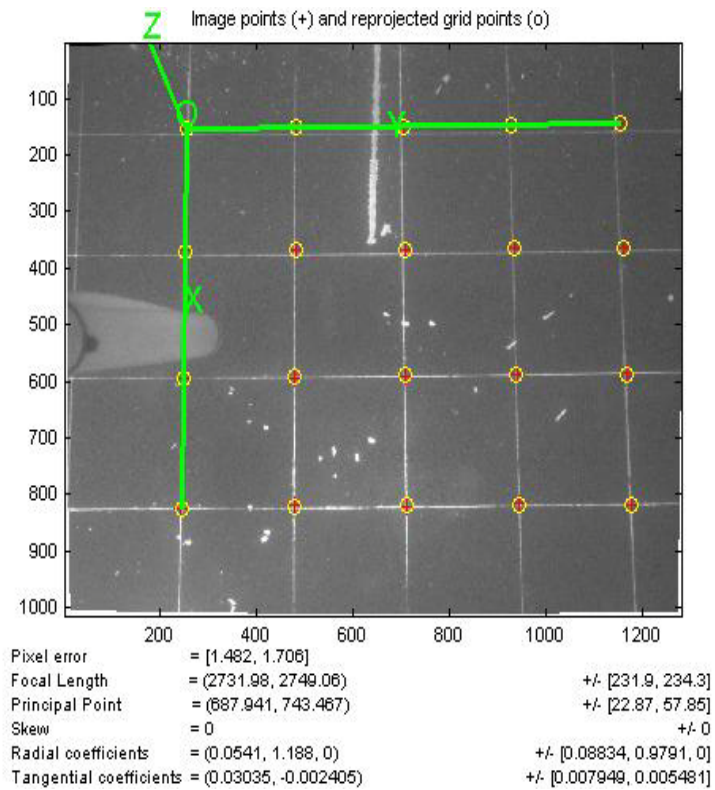 Image points (+) and reprojected grid points (o)
Z
O
Y
X
100
200
300
400
500
600
700
800
900
1000
200
400
600
800
1000
1200
Pixel error = [1.482, 1.706]
Focal Length = (2731.98, 2749.06) +/- [231.9, 234.3]
Principal Point = (687.941, 743.467) +/- [22.87, 57.85]
Skew = 0 +/- 0
Radial coefficients = (0.0541, 1.188, 0) +/- [0.08834, 0.9791, 0]
Tangential coefficients = (0.03035, -0.002405) +/- [0.007949, 0.005481]